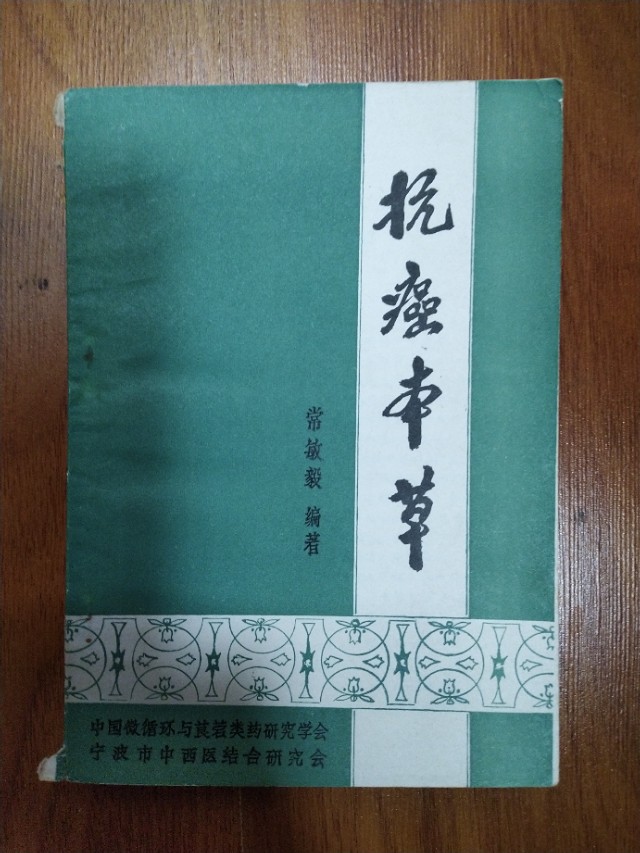 抗癌本草
常敏毅 编著
中国微循环与莨菪类药研究学会
宁波市中西医结合研究会